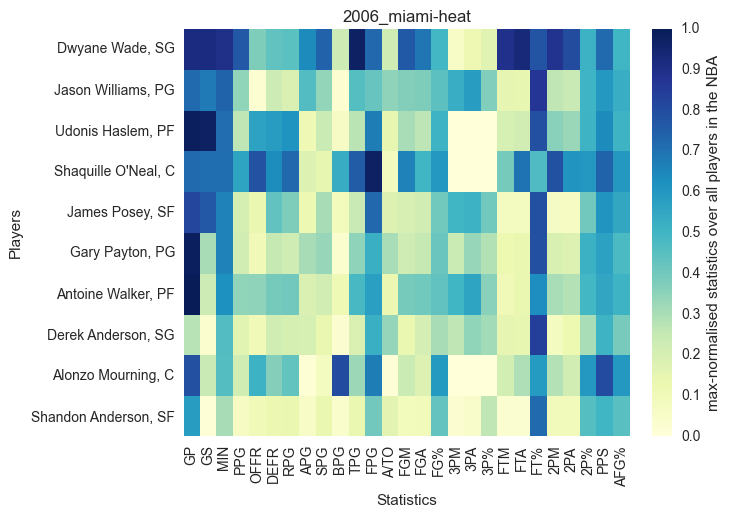 2006_miami-heat
Dwyane Wade, SG
Jason Williams, PG
Udonis Haslem, PF
Shaquille O'Neal, C
James Posey, SF
Gary Payton, PG
Antoine Walker, PF
Derek Anderson, SG
Alonzo Mourning, C
Shandon Anderson, SF
Players
GP GS MIN PPG OFFR DEFR RPG APG SPG BPG TPG FPG A/TO FGM FGA FG% 3PM 3PA 3P% FTM FTA FT% 2PM 2PA 2P% PPS AFG%
Statistics
1.0
0.9
0.8
0.7
0.6
0.5
0.4
0.3
0.2
0.1
0.0
max-normalised statistics over all players in the NBA